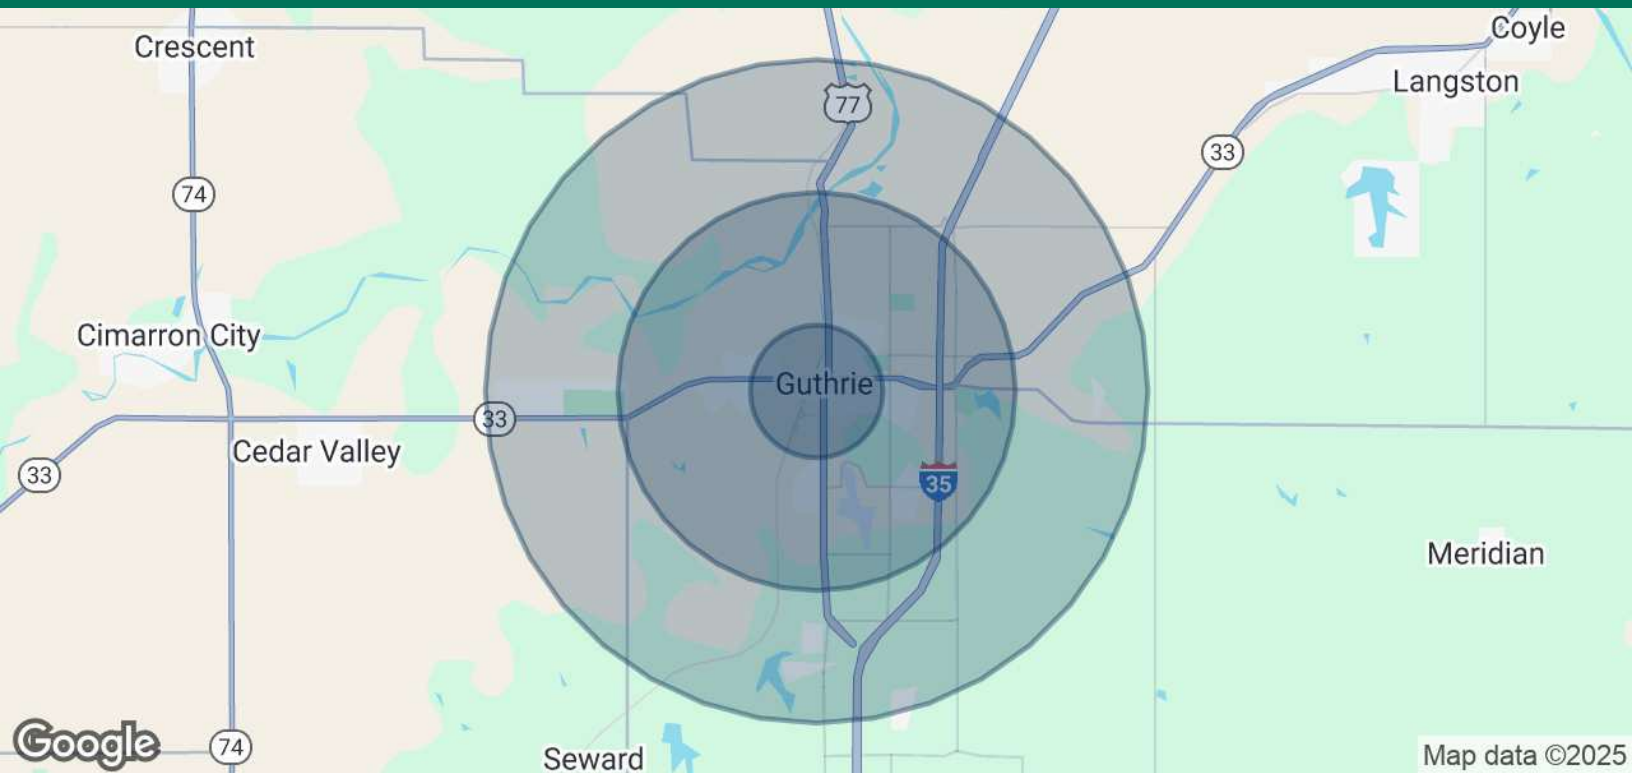 Crescent
Coyle
Langston
77
33
74
Cimarron City
Guthrie
33
Cedar Valley
33
35
Meridian
74
Seward
Google
Map data ©2025